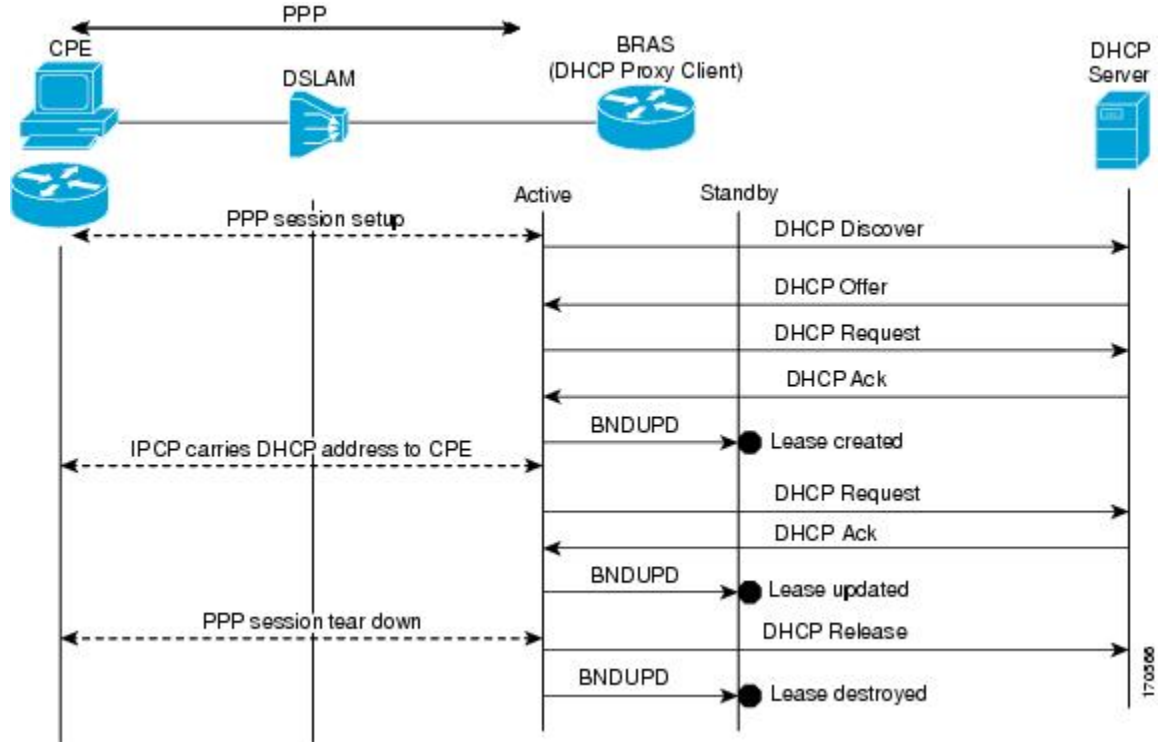 PPP
CPE
DSLAM
BRAS
(DHCP Proxy Client)
DHCP
Server
Active
Standby
PPP session setup
DHCP Discover
DHCP Offer
DHCP Request
DHCP Ack
BNDUPD
Lease created
IPCP carries DHCP address to CPE
DHCP Request
DHCP Ack
BNDUPD
Lease updated
PPP session tear down
DHCP Release
BNDUPD
Lease destroyed
170566